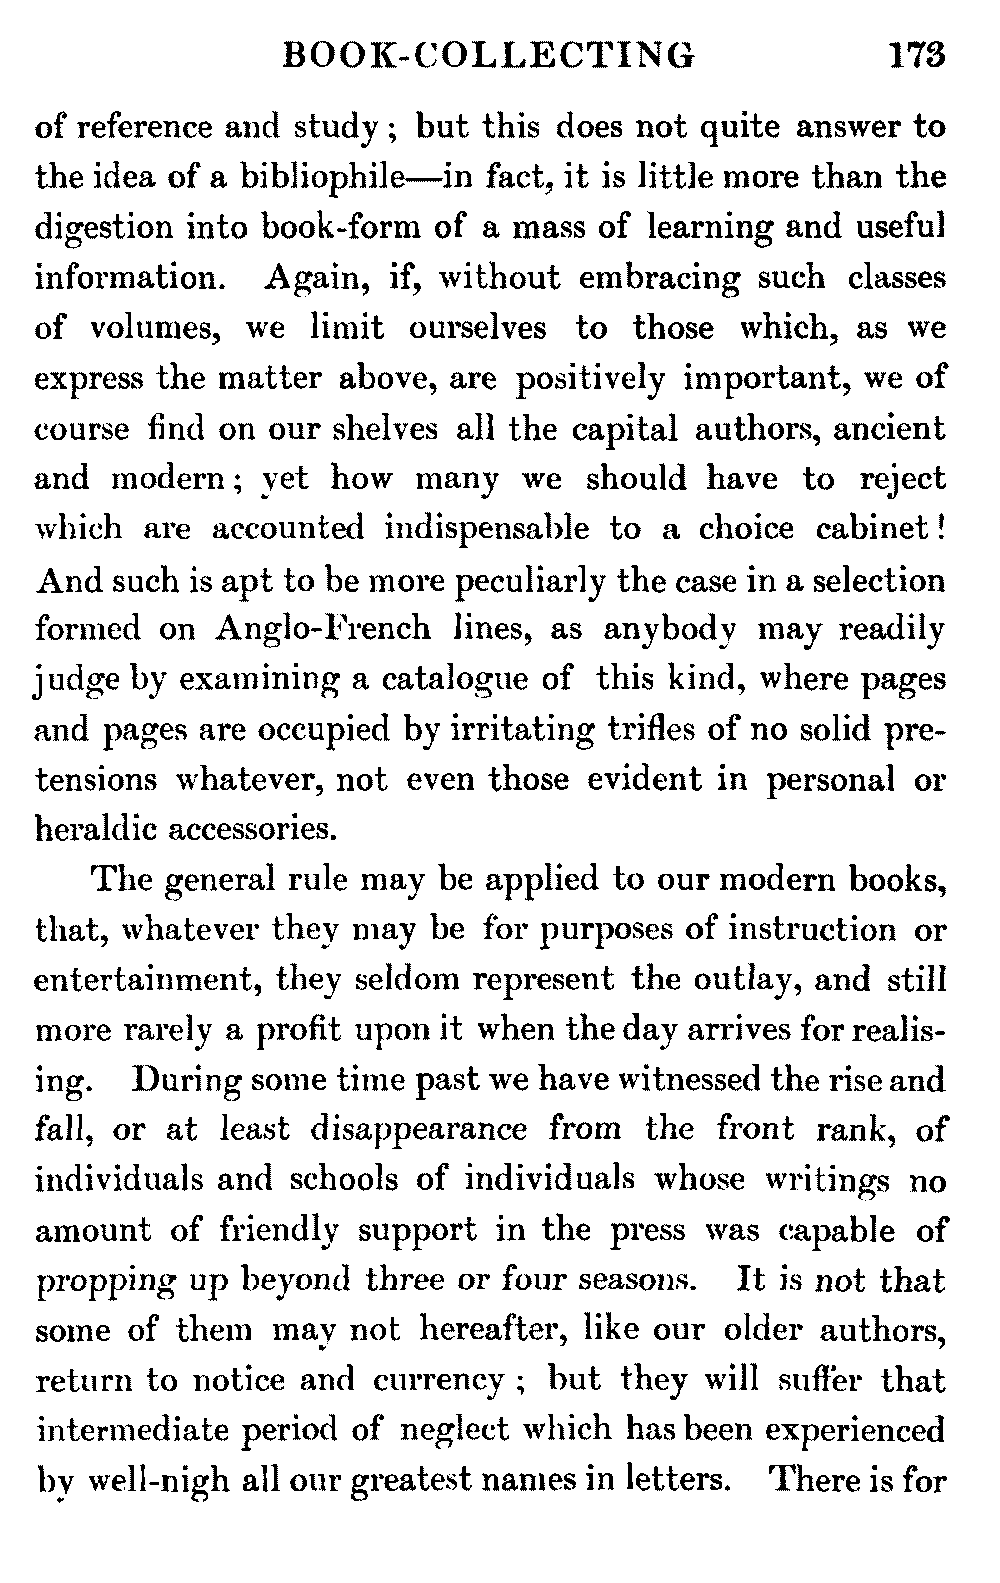 BOOK-COLLECTING 173
of reference and study; but this does not quite answer to
the idea of a bibliophile—in fact, it is little more than the
digestion into book-form of a mass of learning and useful
information. Again, if, without embracing such classes
of volumes, we limit ourselves to those which, as we
express the matter above, are positively important, we of
course find on our shelves all the capital authors, ancient
and modern; yet how many we should have to reject
which are accounted indispensable to a choice cabinet!
And such is apt to be more peculiarly the case in a selection
formed on Anglo-French lines, as anybody may readily
judge by examining a catalogue of this kind, where pages
and pages are occupied by irritating trifles of no solid pre-
tensions whatever, not even those evident in personal or
heraldic accessories.
The general rule may be applied to our modern books,
that, whatever they may be for purposes of instruction or
entertainment, they seldom represent the outlay, and still
more rarely a profit upon it when the day arrives for realis-
ing. During some time past we have witnessed the rise and
fall, or at least disappearance from the front rank, of
individuals and schools of individuals whose writings no
amount of friendly support in the press was capable of
propping up beyond three or four seasons. It is not that
some of them may not hereafter, like our older authors,
return to notice and currency; but they will suffer that
intermediate period of neglect which has been experienced
by well-nigh all our greatest names in letters. There is for